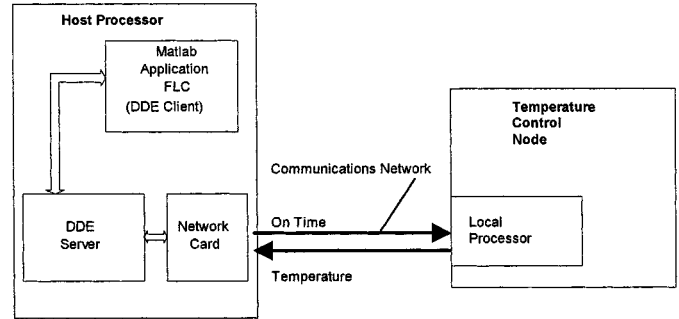 Host Processor
Matlab
Application
FLC
(DDE Client)
Temperature
Control
Node
Communications Network
DDE
Server
Network
Card
On Time
Local
Processor
Temperature